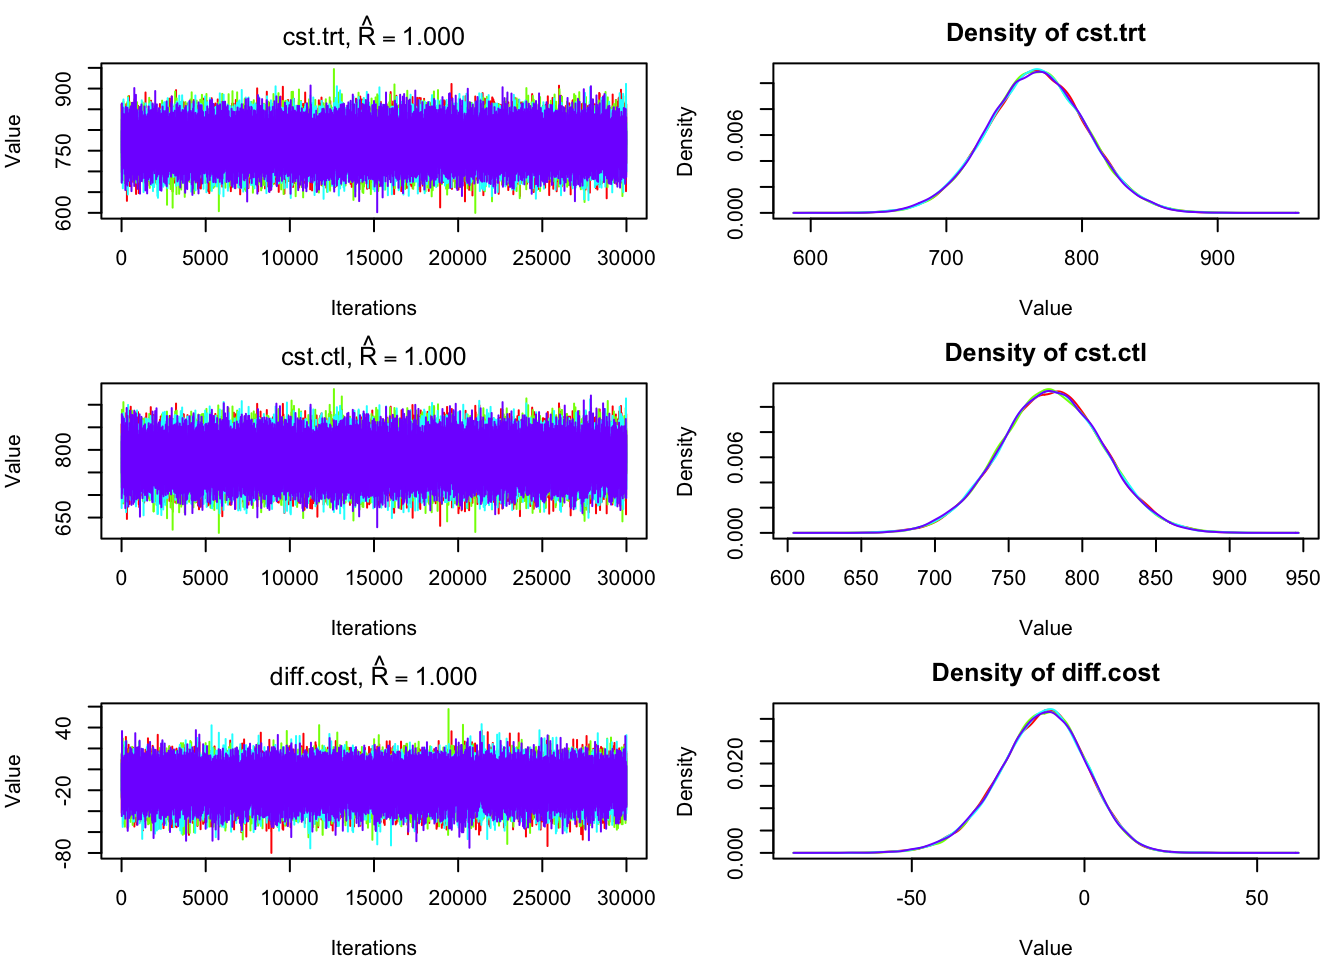 cst.trt, R̂ = 1.000
Value
900
750
600
0 5000 10000 15000 20000 25000 30000
Iterations
Density of cst.trt
Density
0.006
0.000
600 700 800 900
Value
cst.ctl, R̂ = 1.000
Value
800
650
0 5000 10000 15000 20000 25000 30000
Iterations
Density of cst.ctl
Density
0.006
0.000
600 650 700 750 800 850 900 950
Value
diff.cost, R̂ = 1.000
Value
40
-20
-80
0 5000 10000 15000 20000 25000 30000
Iterations
Density of diff.cost
Density
0.020
0.000
-50 0 50
Value